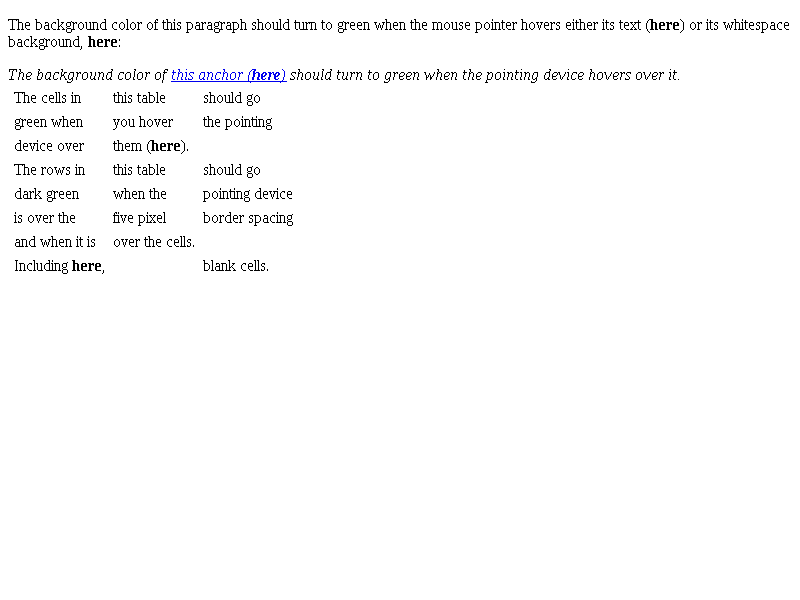 The background color of this paragraph should turn to green when the mouse pointer hovers either its text (here) or its whitespace
background, here:
The background color of this anchor (here) should turn to green when the pointing device hovers over it.
The cells in this table should go
green when you hover the pointing
device over them (here).
The rows in this table should go
dark green when the pointing device
is over the five pixel border spacing
and when it is over the cells.
Including here, blank cells.